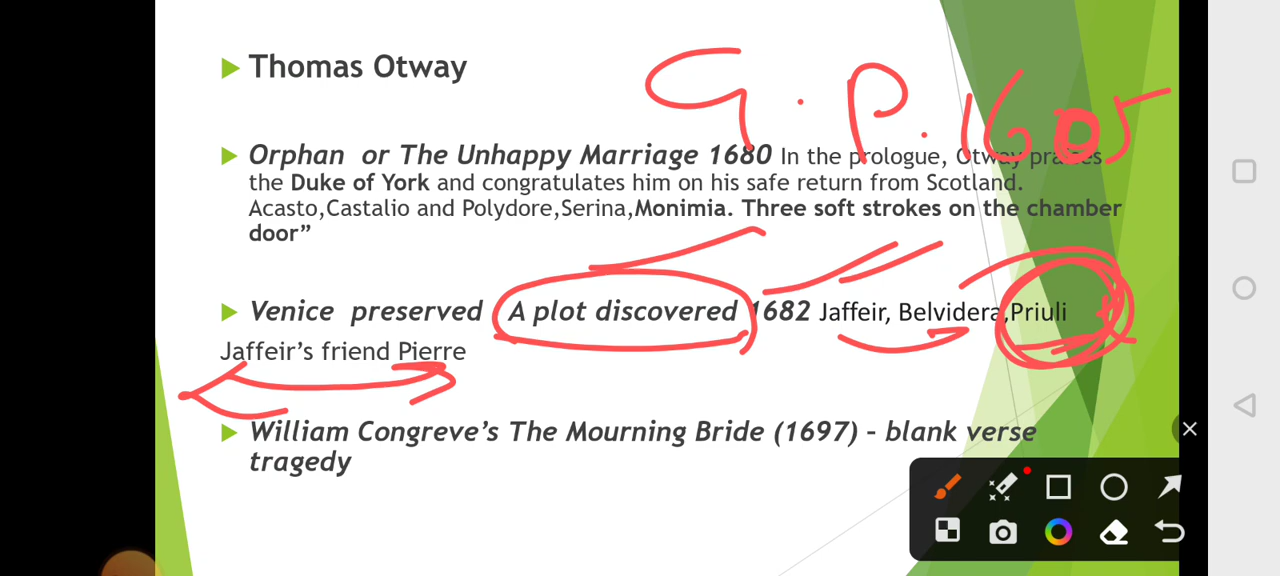 Thomas Otway
G. P. 1605
Orphan or The Unhappy Marriage 1680 In the prologue, Otway praises
the Duke of York and congratulates him on his safe return from Scotland.
Acasto,Castalio and Polydore,Serina,Monimia. Three soft strokes on the chamber
door”
Venice preserved A plot discovered 1682 Jaffeir, Belvidera,Priuli
Jaffeir’s friend Pierre
William Congreve’s The Mourning Bride (1697) – blank verse
tragedy